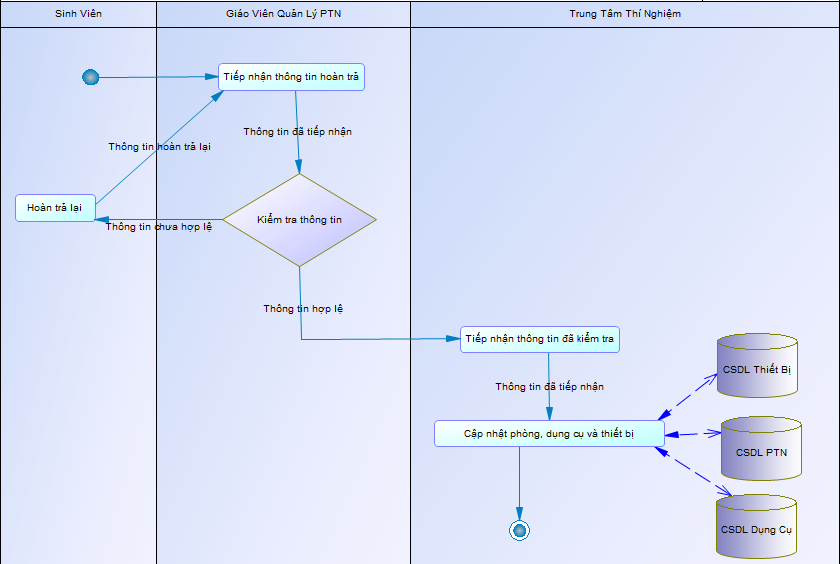 Sinh Viên
Giáo Viên Quản Lý PTN
Trung Tâm Thí Nghiệm
Tiếp nhận thông tin hoàn trả
Thông tin đã tiếp nhận
Thông tin hoàn trả lại
Hoàn trả lại
Kiểm tra thông tin
Thông tin chưa hợp lệ
Thông tin hợp lệ
Tiếp nhận thông tin đã kiểm tra
CSDL Thiết Bị
Thông tin đã tiếp nhận
Cập nhật phòng, dụng cụ và thiết bị
CSDL PTN
CSDL Dụng Cụ